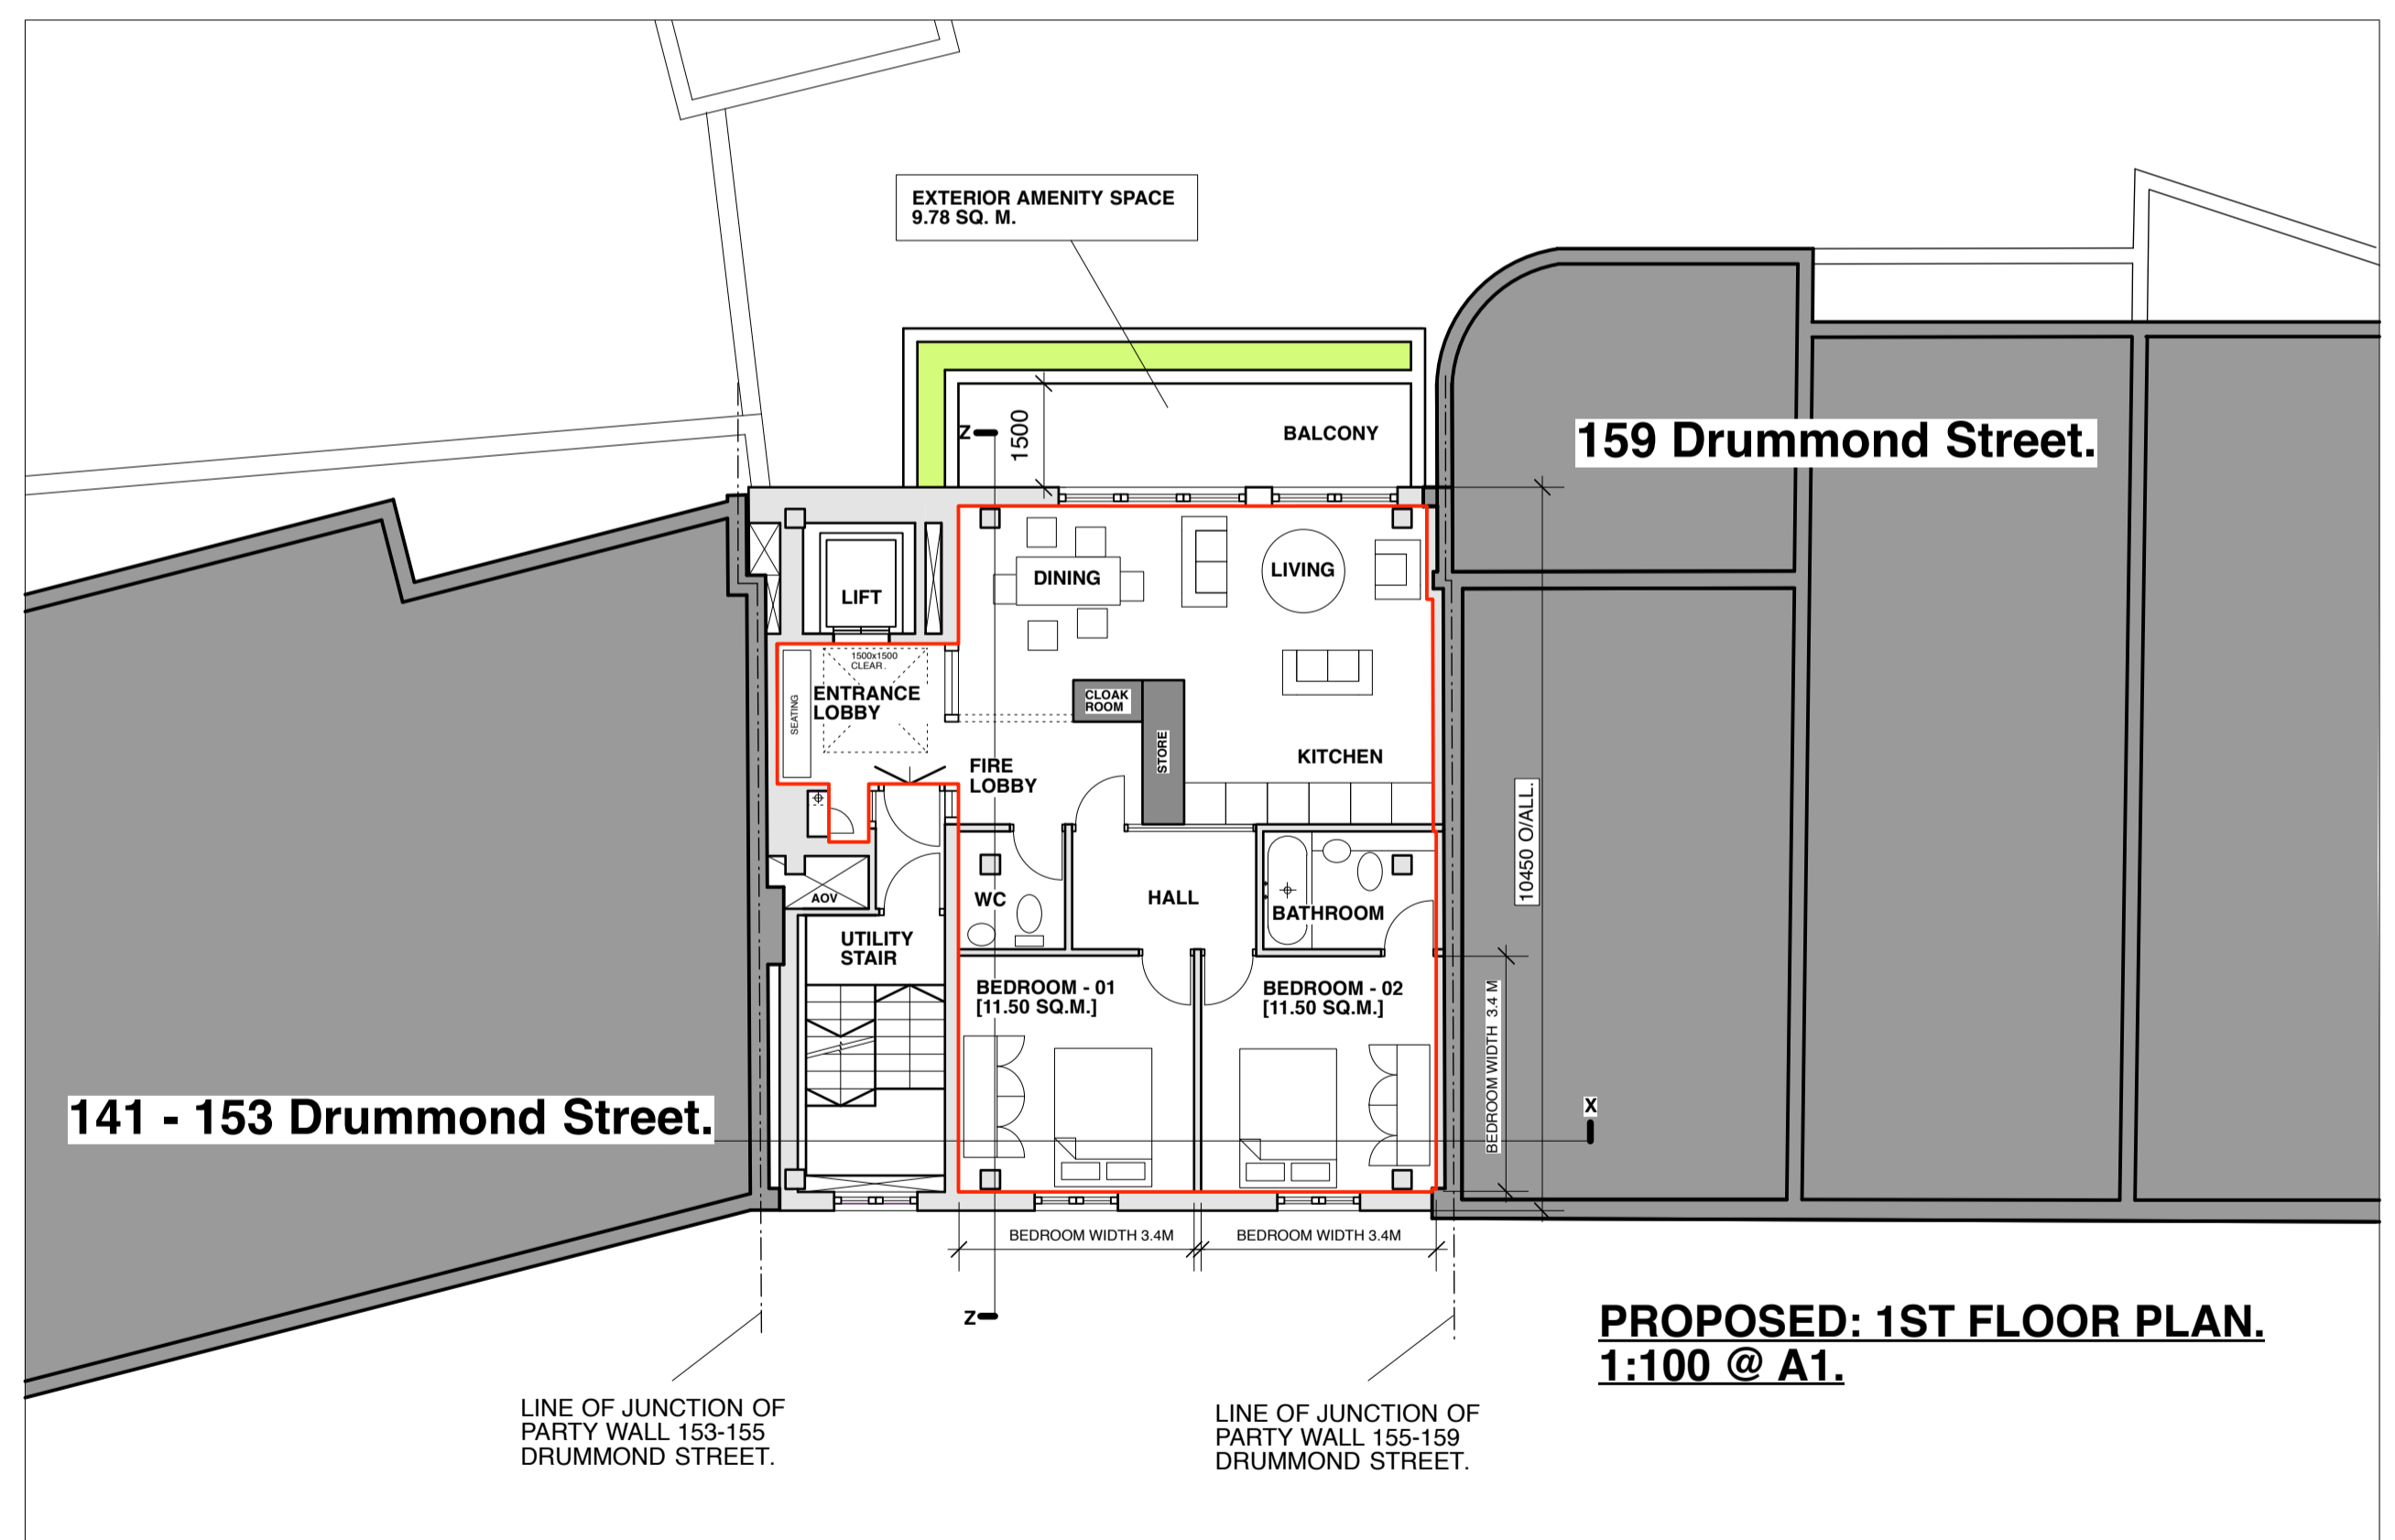 EXTERIOR AMENITY SPACE
9.78 SQ. M.
159 Drummond Street.
Z
1500
BALCONY
DINING
LIVING
LIFT
1500x1500
CLEAR.
ENTRANCE
LOBBY
SEATING
CLOAK
ROOM
STORE
KITCHEN
FIRE
LOBBY
10450 O/ALL.
AOV
WC
HALL
BATHROOM
UTILITY
STAIR
BEDROOM - 01
[11.50 SQ.M.]
BEDROOM - 02
[11.50 SQ.M.]
BEDROOM WIDTH 3.4 M
141 - 153 Drummond Street.
X
BEDROOM WIDTH 3.4M
BEDROOM WIDTH 3.4M
Z
PROPOSED: 1ST FLOOR PLAN.
1:100 @ A1.
LINE OF JUNCTION OF
PARTY WALL 153-155
DRUMMOND STREET.
LINE OF JUNCTION OF
PARTY WALL 155-159
DRUMMOND STREET.